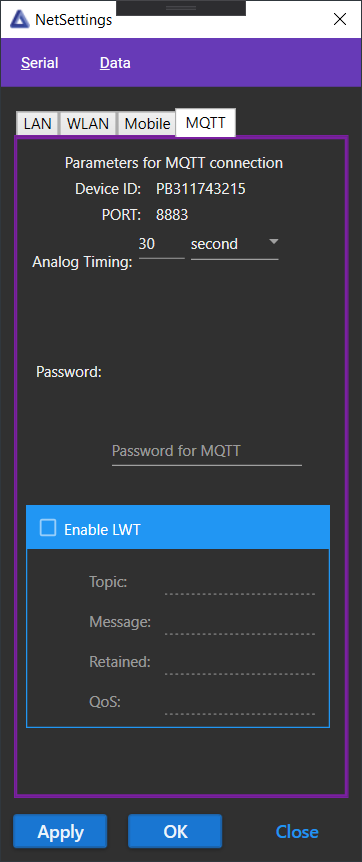 NetSettings
Serial Data
LAN WLAN Mobile MQTT
Parameters for MQTT connection
Device ID: PB311743215
PORT: 8883
Analog Timing: 30 second
Password:
Password for MQTT
Enable LWT
Topic:
Message:
Retained:
QoS:
Apply OK Close